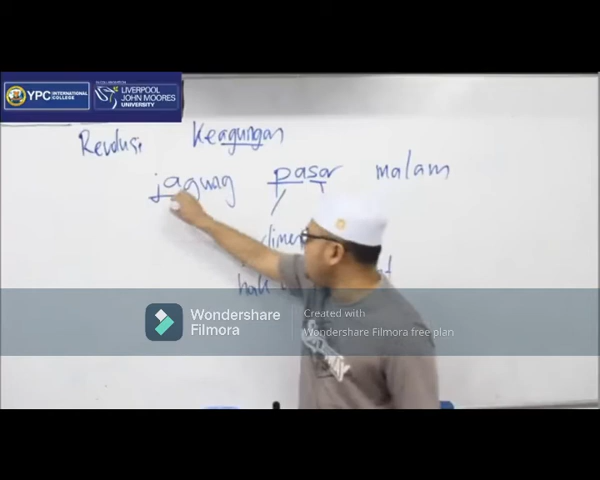 YPC INTERNATIONAL COLLEGE
LIVERPOOL JOHN MOORES UNIVERSITY
Revolusi Keagungan
jagung pasar malam
hak
Wondershare Filmora
Created with
Wondershare Filmora free plan